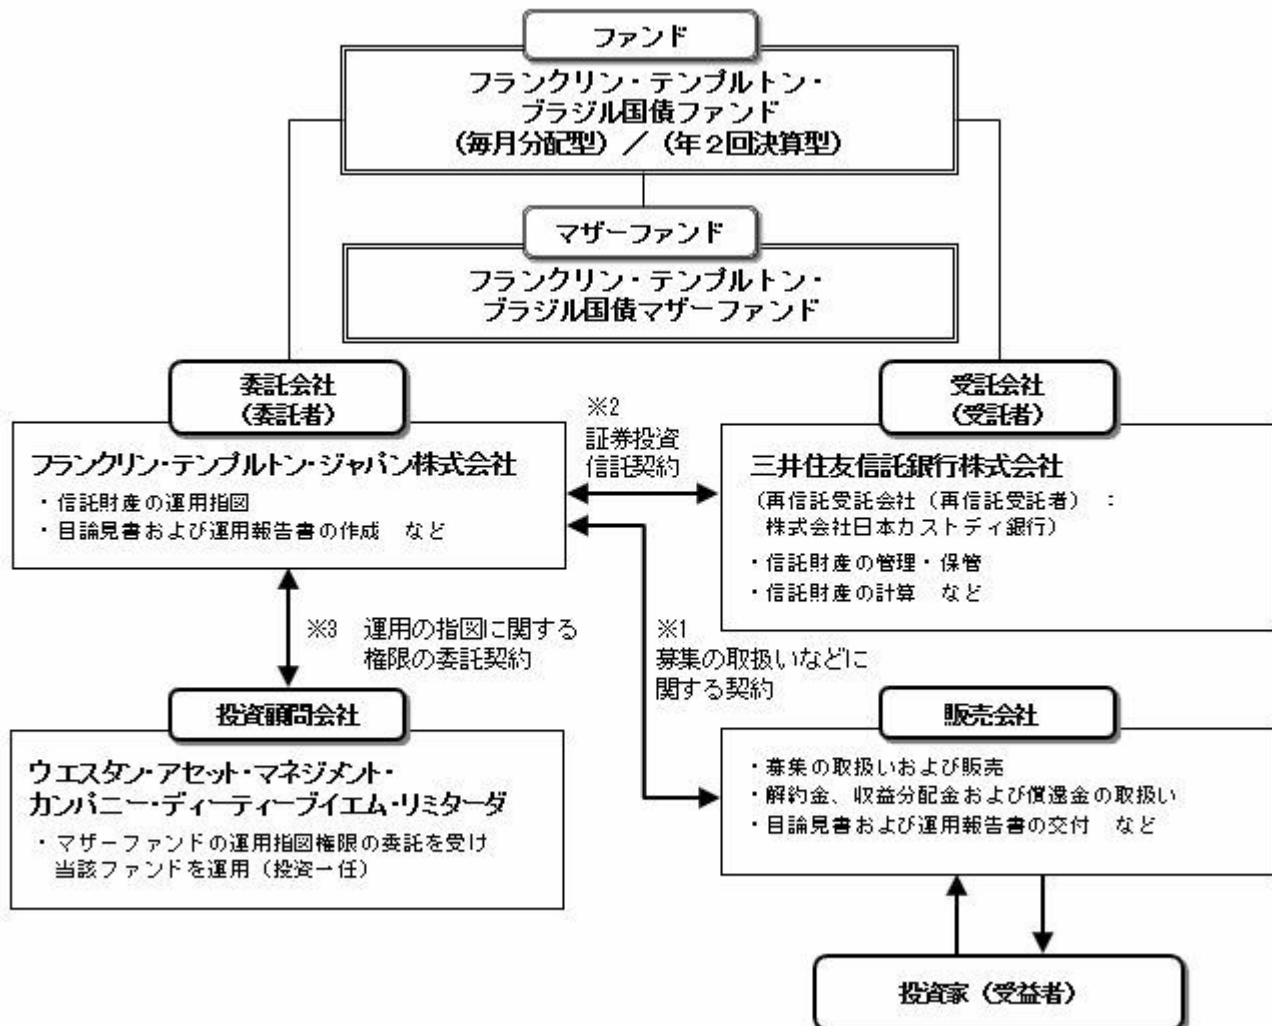 ファンド
フランクリン・テンプルトン・
ブラジル国債ファンド
（毎月分配型）／（年２回決算型）
マザーファンド
フランクリン・テンプルトン・
ブラジル国債マザーファンド
委託会社
（委託者）
フランクリン・テンプルトン・ジャパン株式会社
・信託財産の運用指図
・目論見書および運用報告書の作成　など
※2
証券投資
信託契約
受託会社
（受託者）
三井住友信託銀行株式会社
（再信託受託会社（再信託受託者）：
株式会社日本カストディ銀行）
・信託財産の管理・保管
・信託財産の計算　など
※3　運用の指図に関する
権限の委託契約
※1
募集の取扱いなどに
関する契約
投資顧問会社
ウエスタン・アセット・マネジメント・
カンパニー・ディーティーブイエム・リミターダ
・マザーファンドの運用指図権限の委託を受け
当該ファンドを運用（投資一任）
販売会社
・募集の取扱いおよび販売
・解約金、収益分配金および償還金の取扱い
・目論見書および運用報告書の交付　など
投資家（受益者）